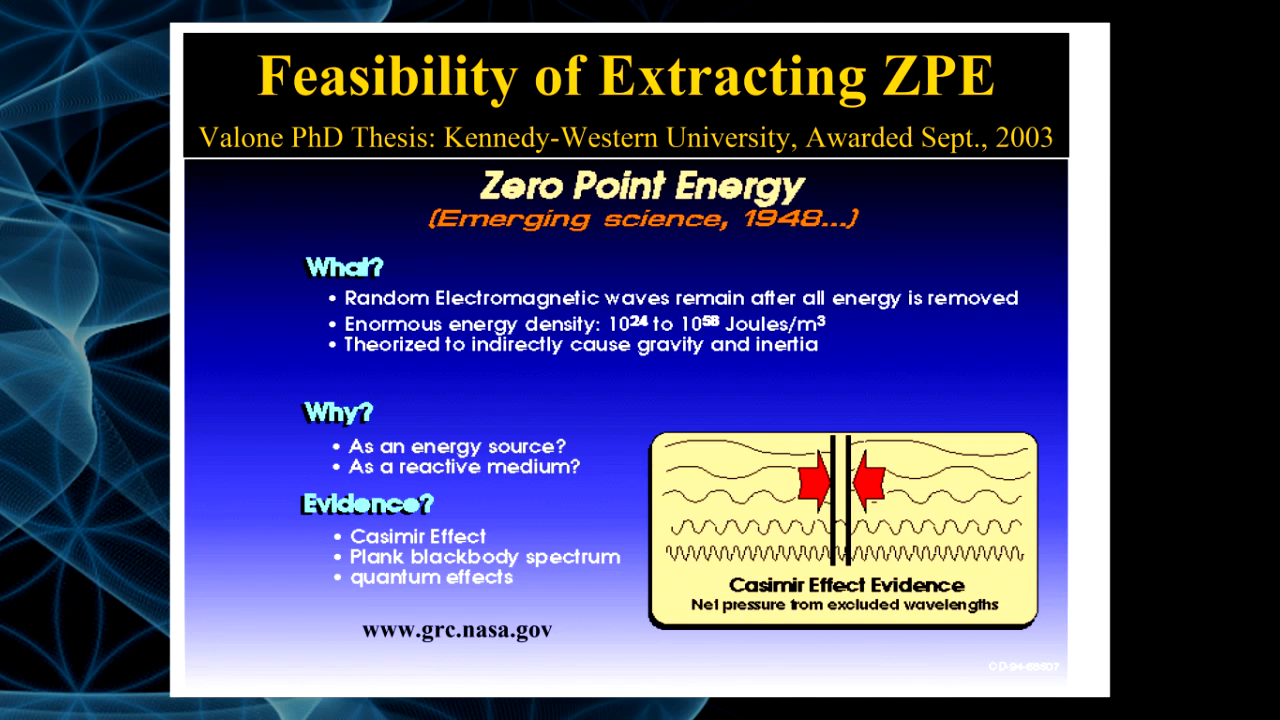 Feasibility of Extracting ZPE
Valone PhD Thesis: Kennedy-Western University, Awarded Sept., 2003
Zero Point Energy
(Emerging science, 1948...)
What?
• Random Electromagnetic waves remain after all energy is removed
• Enormous energy density: 10²⁴ to 10⁵⁸ Joules/m³
• Theorized to indirectly cause gravity and inertia
Why?
• As an energy source?
• As a reactive medium?
Evidence?
• Casimir Effect
• Plank blackbody spectrum
• quantum effects
Casimir Effect Evidence
Net pressure from excluded wavelengths
www.grc.nasa.gov